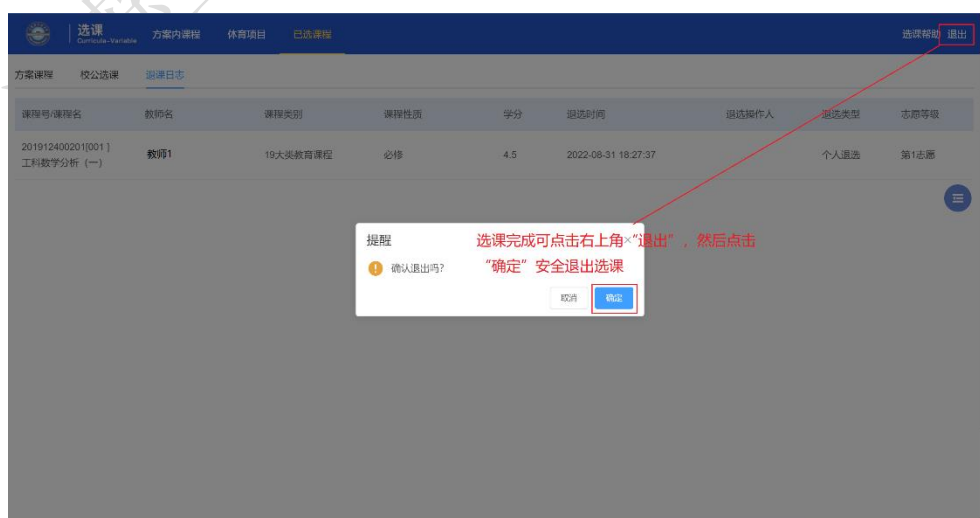 选课
Curricula-Variable
方案内课程 体育项目 已选课程 选课帮助 退出
方案课程 校公选课 退课日志
课程号/课程名 教师名 课程类别 课程性质 学分 退选时间 退选操作人 退选类型 志愿等级
201912400201[001]
工科数学分析（一） 教师1 19大类教育课程 必修 4.5 2022-08-31 18:27:37 个人退选 第1志愿
提醒
选课完成可点击右上角“退出”，然后点击
“确定”安全退出选课
确认退出吗?
取消 确定